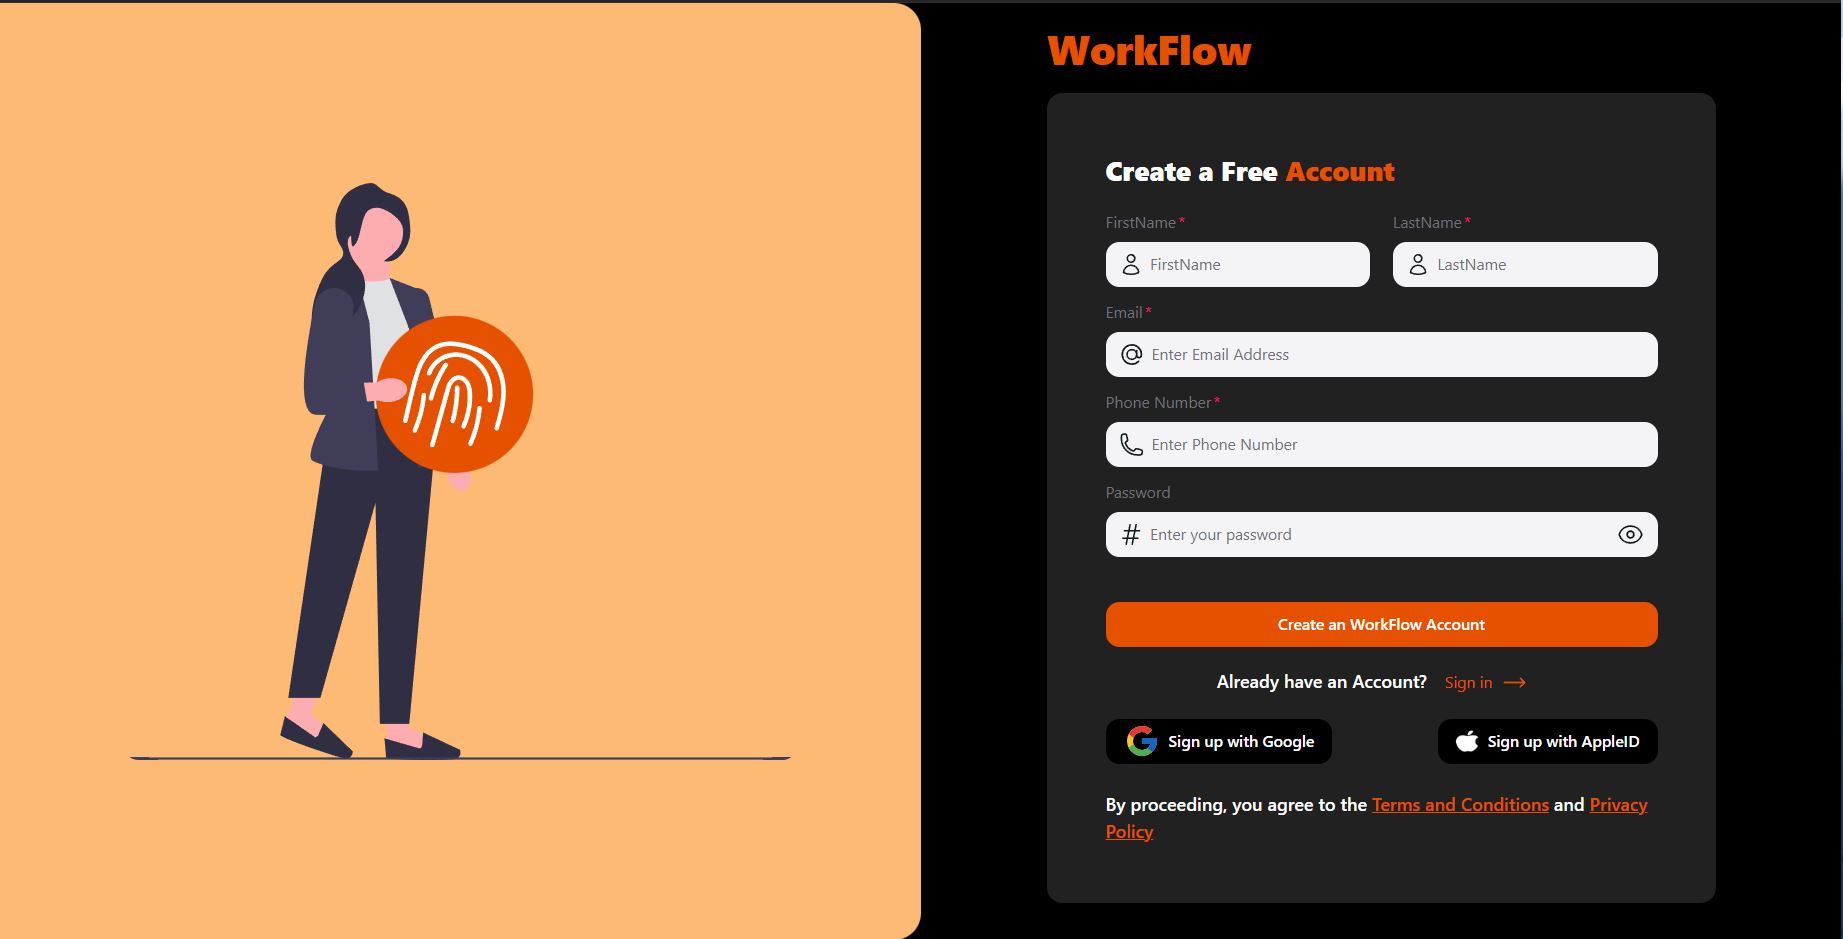 WorkFlow
Create a Free Account
FirstName* LastName*
FirstName LastName
Email*
Enter Email Address
Phone Number*
Enter Phone Number
Password
Enter your password
Create an WorkFlow Account
Already have an Account? Sign in
Sign up with Google Sign up with AppleID
By proceeding, you agree to the Terms and Conditions and Privacy
Policy